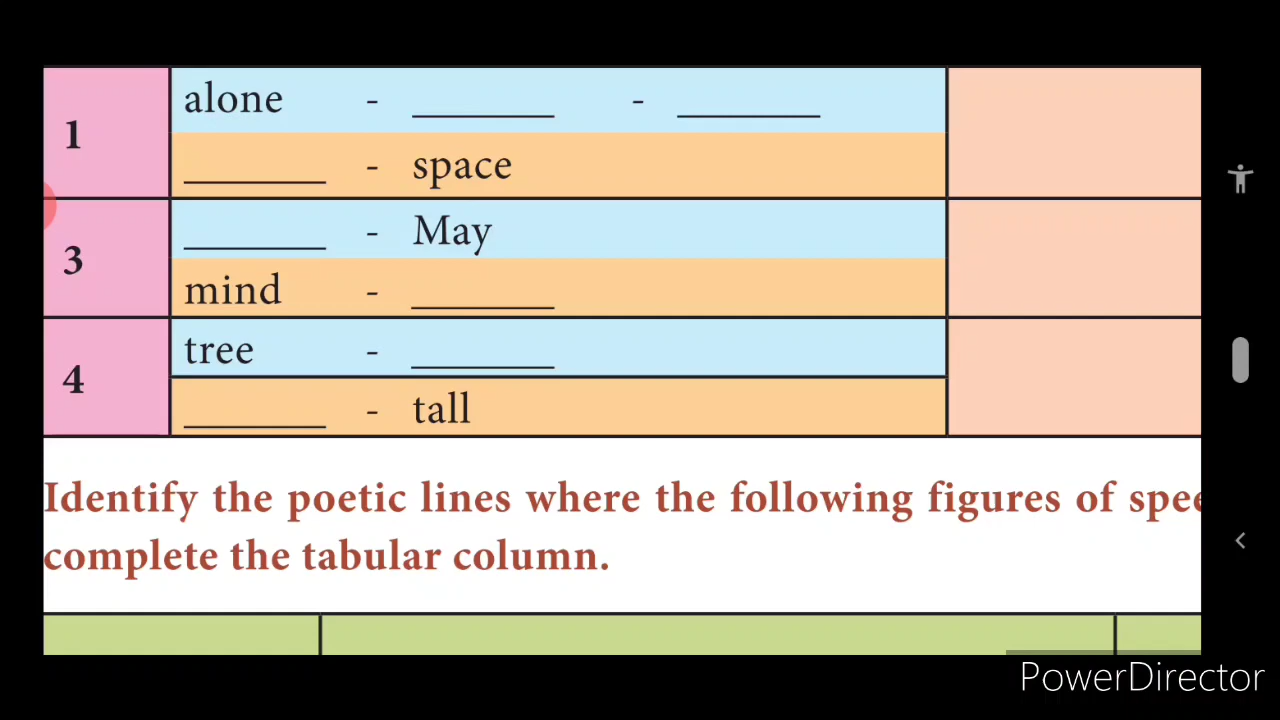 1
alone - ________ - ________
________ - space
3
________ - May
mind - ________
4
tree - ________
________ - tall
Identify the poetic lines where the following figures of spee
complete the tabular column.
PowerDirector